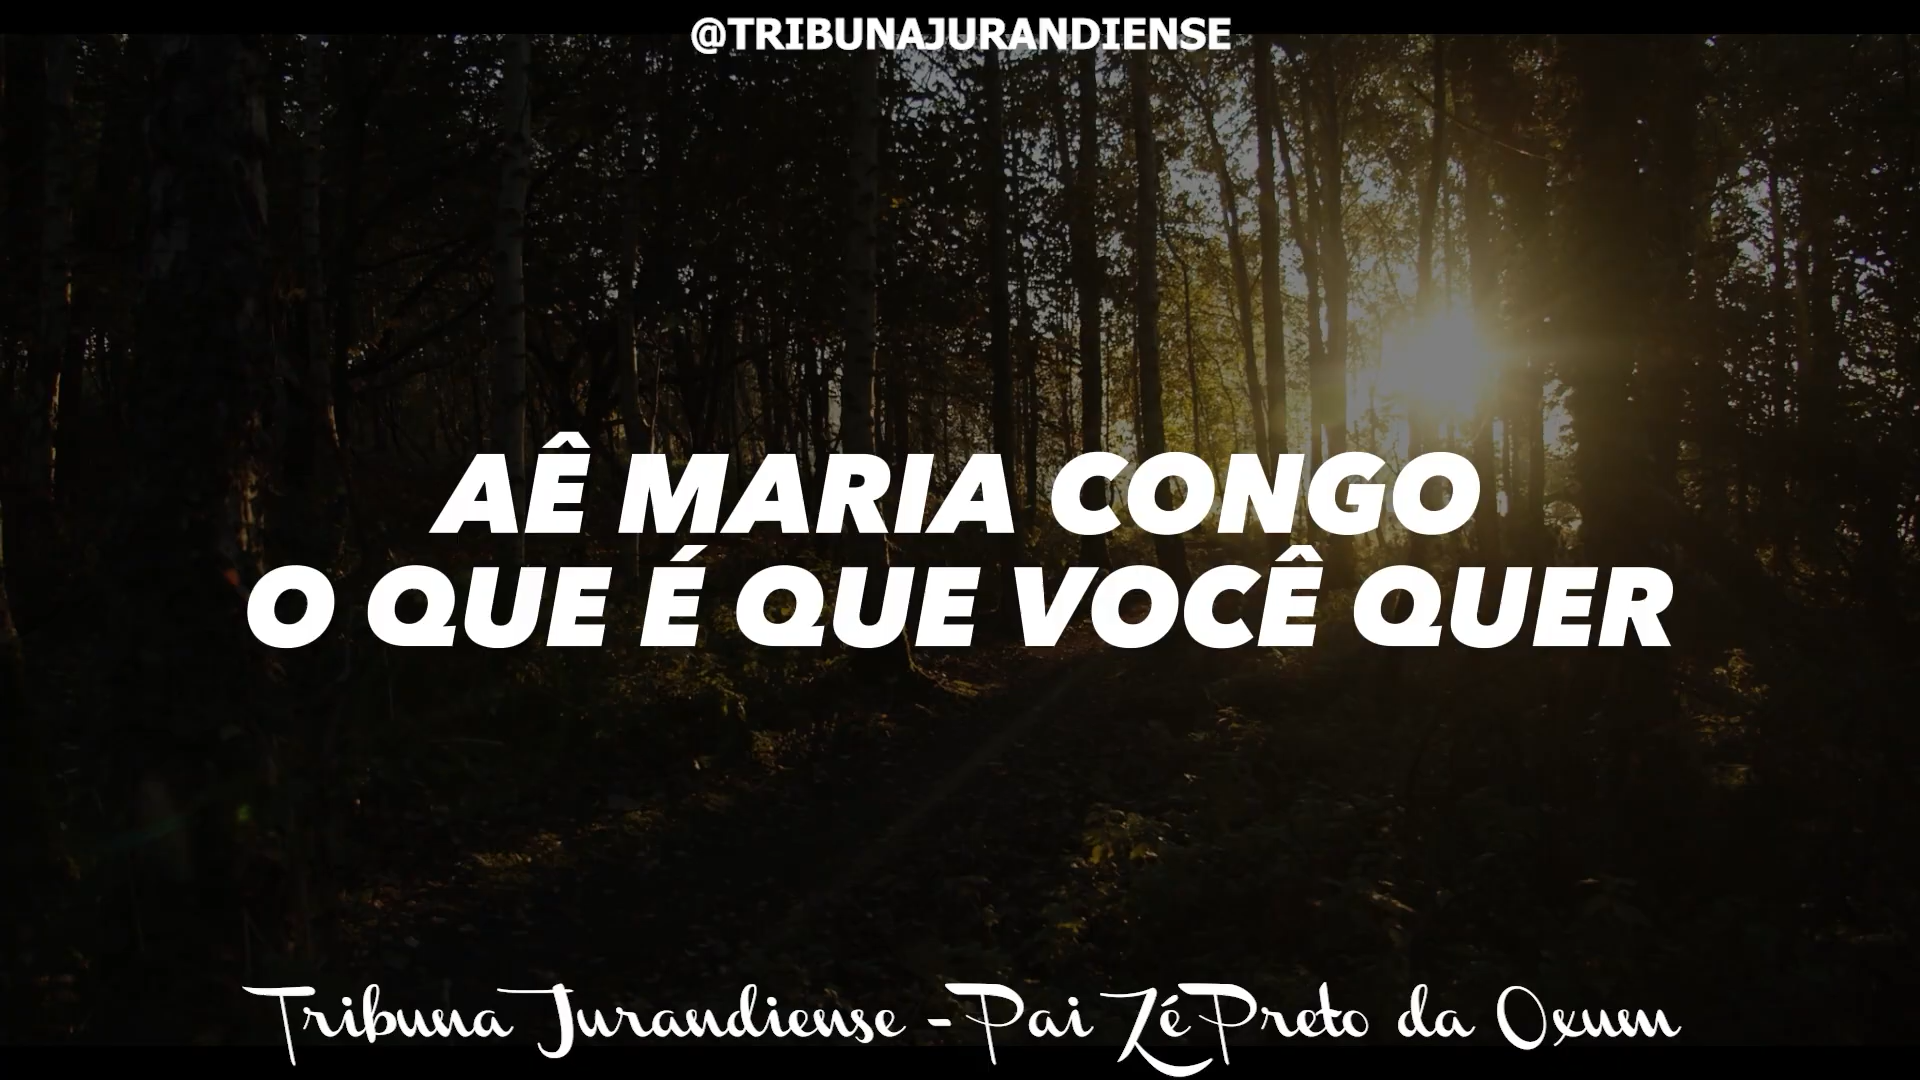 @TRIBUNAJURANDIENSE
AÊ MARIA CONGO
O QUE É QUE VOCÊ QUER
Tribuna Jurandiense - Pai Zé Preto da Oxum